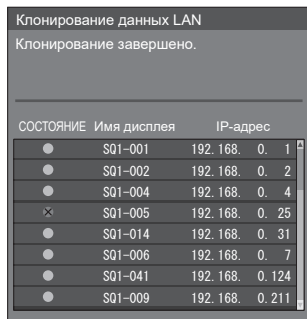 Клонирование данных LAN
Клонирование завершено.
СОСТОЯНИЕ Имя дисплея IP-адрес
SQ1-001 192.168. 0. 1
SQ1-002 192.168. 0. 2
SQ1-004 192.168. 0. 4
SQ1-005 192.168. 0. 25
SQ1-014 192.168. 0. 31
SQ1-006 192.168. 0. 7
SQ1-041 192.168. 0.124
SQ1-009 192.168. 0.211